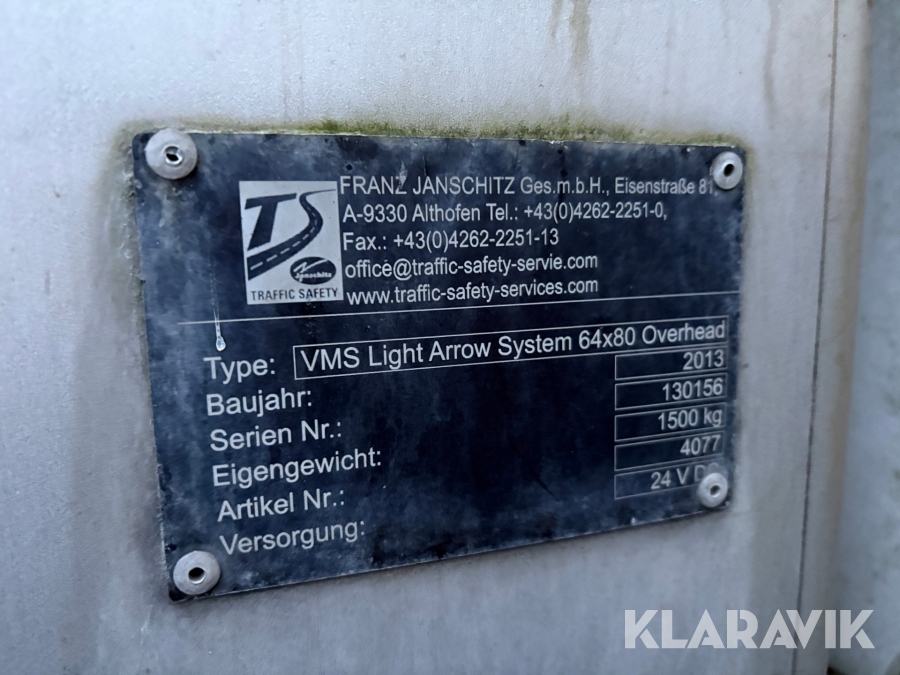 TS
Janschitz
TRAFFIC SAFETY
FRANZ JANSCHITZ Ges.m.b.H., Eisenstraße 81,
A-9330 Althofen Tel.: +43(0)4262-2251-0,
Fax.: +43(0)4262-2251-13
office@traffic-safety-servie.com
www.traffic-safety-services.com
Type: VMS Light Arrow System 64x80 Overhead
Baujahr: 2013
Serien Nr.: 130156
Eigengewicht: 1500 kg
Artikel Nr.: 4077
Versorgung: 24 V
KLARAVIK